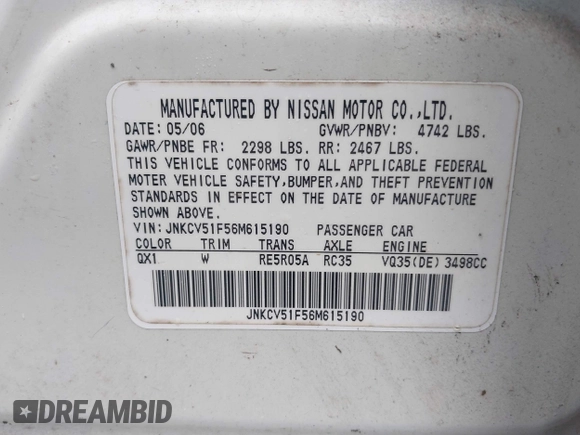 MANUFACTURED BY NISSAN MOTOR CO.,LTD.
DATE: 05/06 GVWR/PNBV: 4742 LBS.
GAWR/PNBE FR: 2298 LBS. RR: 2467 LBS.
THIS VEHICLE CONFORMS TO ALL APPLICABLE FEDERAL
MOTOR VEHICLE SAFETY,BUMPER,AND THEFT PREVENTION
STANDARDS IN EFFECT ON THE DATE OF MANUFACTURE
SHOWN ABOVE.
VIN: JNKCV51F56M615190 PASSENGER CAR
COLOR TRIM TRANS AXLE ENGINE
QX1 W RE5R05A RC35 VQ35(DE) 3498CC
JNKCV51F56M615190
DREAMBID